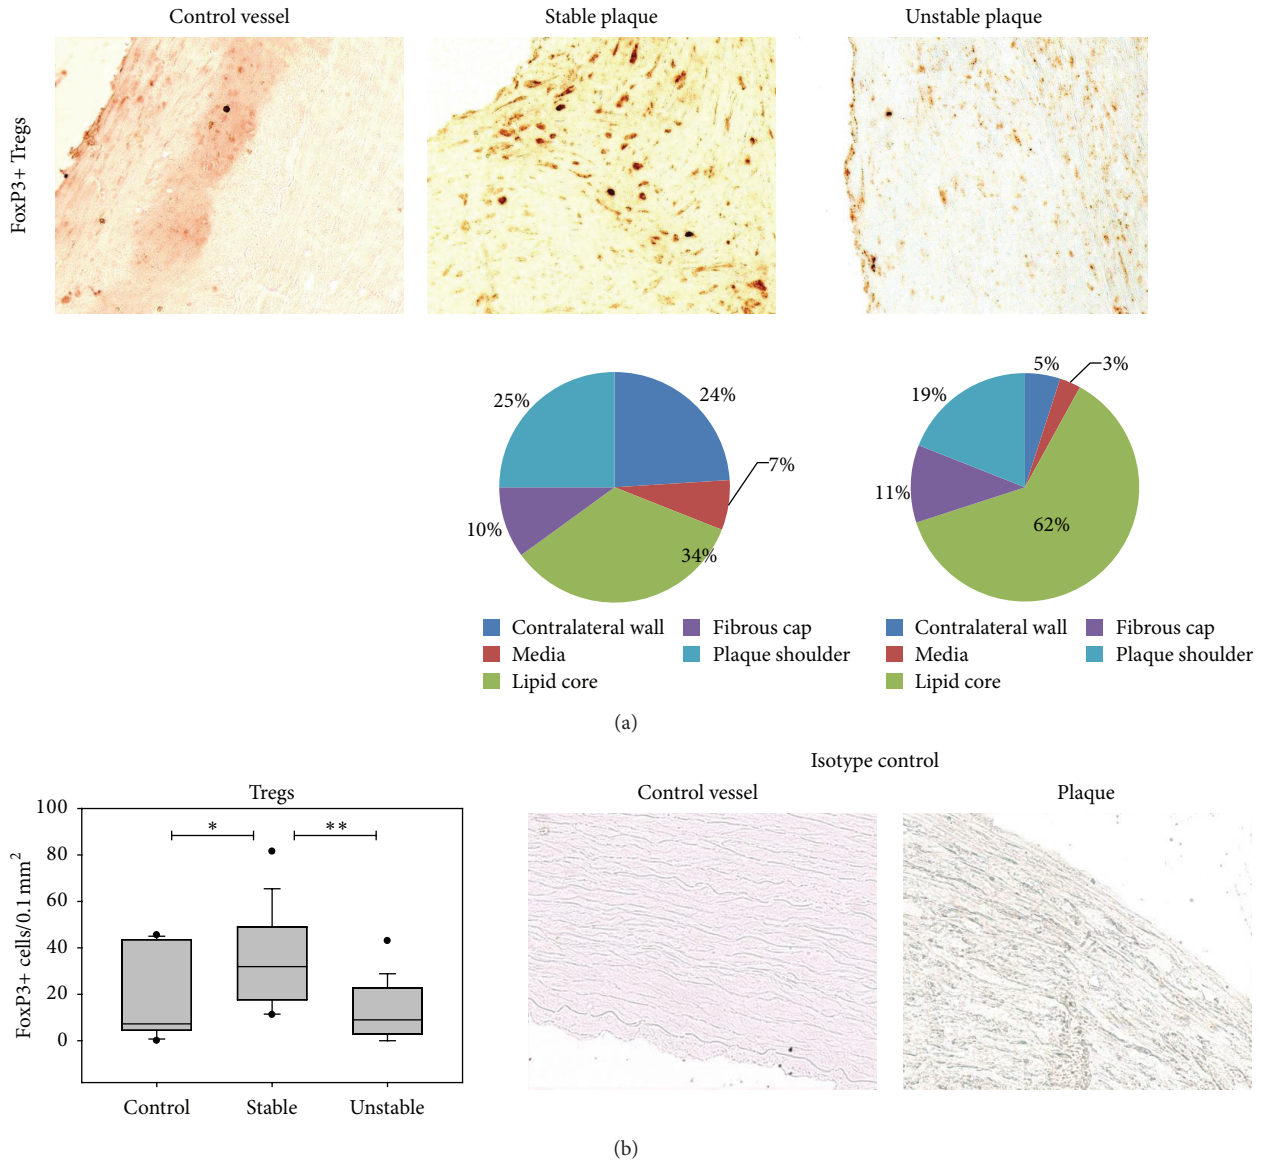 Control vessel
Stable plaque
Unstable plaque
FoxP3+ Tregs
25%
24%
7%
10%
34%
5%
3%
19%
11%
62%
Contralateral wall
Fibrous cap
Media
Plaque shoulder
Lipid core
Contralateral wall
Fibrous cap
Media
Plaque shoulder
Lipid core
(a)
Tregs
FoxP3+ cells/0.1 mm²
100
80
60
40
20
0
*
**
Control
Stable
Unstable
Isotype control
Control vessel
Plaque
(b)